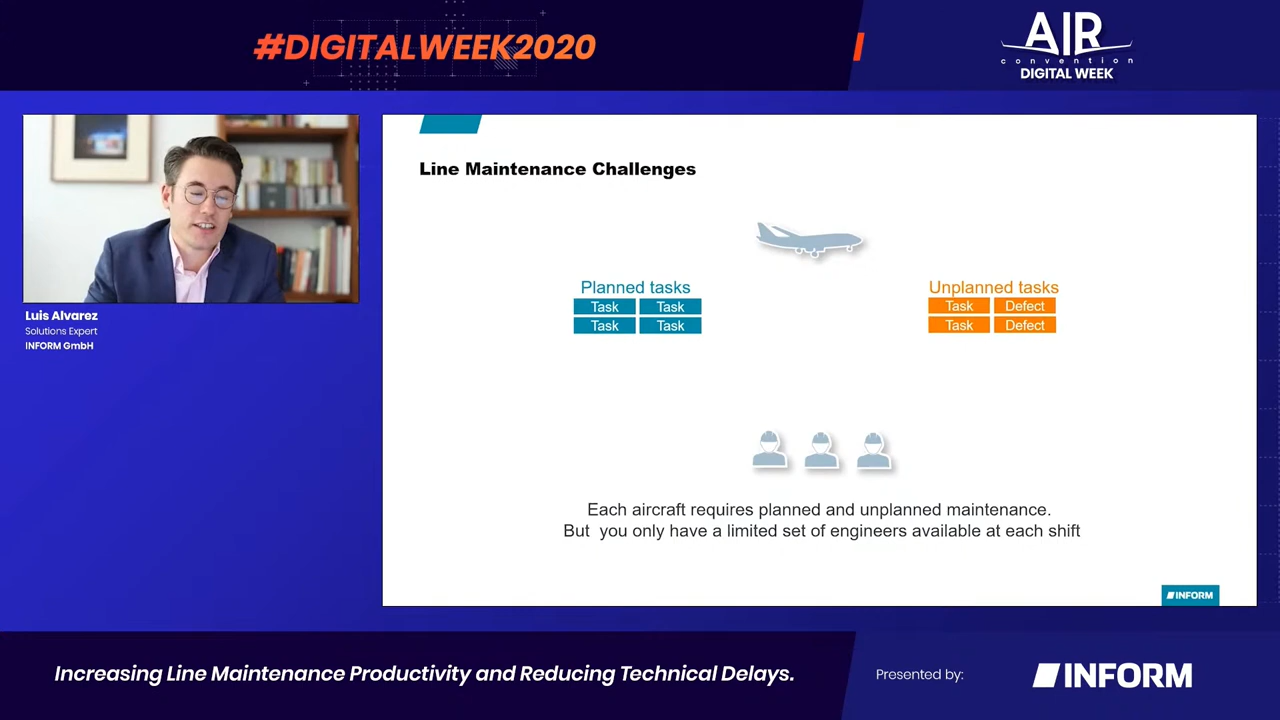 #DIGITALWEEK2020
AIR
convention
DIGITAL WEEK
Luis Alvarez
Solutions Expert
INFORM GmbH
Line Maintenance Challenges
Planned tasks
Task Task
Task Task
Unplanned tasks
Task Defect
Task Defect
Each aircraft requires planned and unplanned maintenance.
But you only have a limited set of engineers available at each shift
INFORM
Increasing Line Maintenance Productivity and Reducing Technical Delays.
Presented by:
INFORM